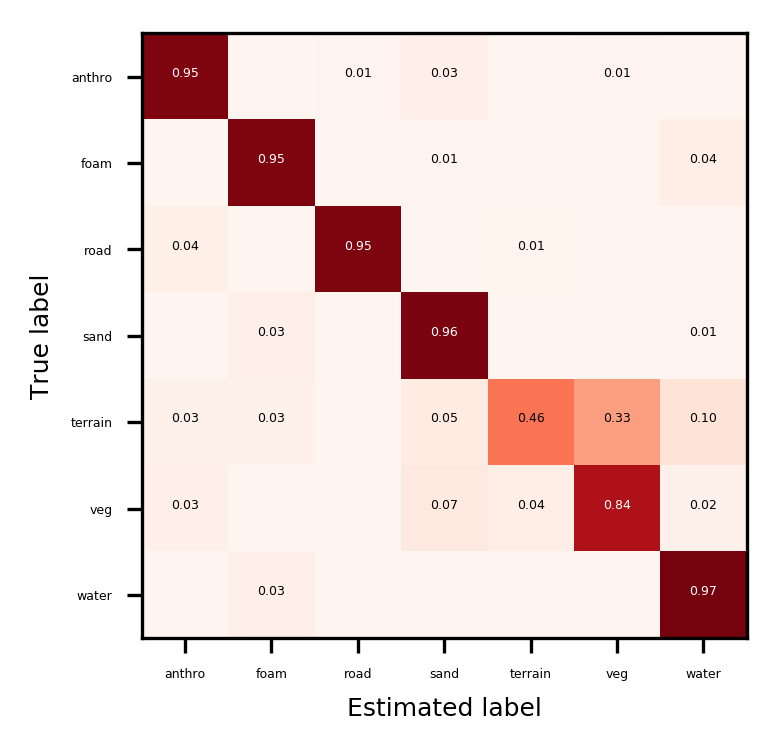 anthro 0.95 0.01 0.03 0.01
foam 0.95 0.01 0.04
road 0.04 0.95 0.01
sand 0.03 0.96 0.01
terrain 0.03 0.03 0.05 0.46 0.33 0.10
veg 0.03 0.07 0.04 0.84 0.02
water 0.03 0.97
True label
anthro foam road sand terrain veg water
Estimated label